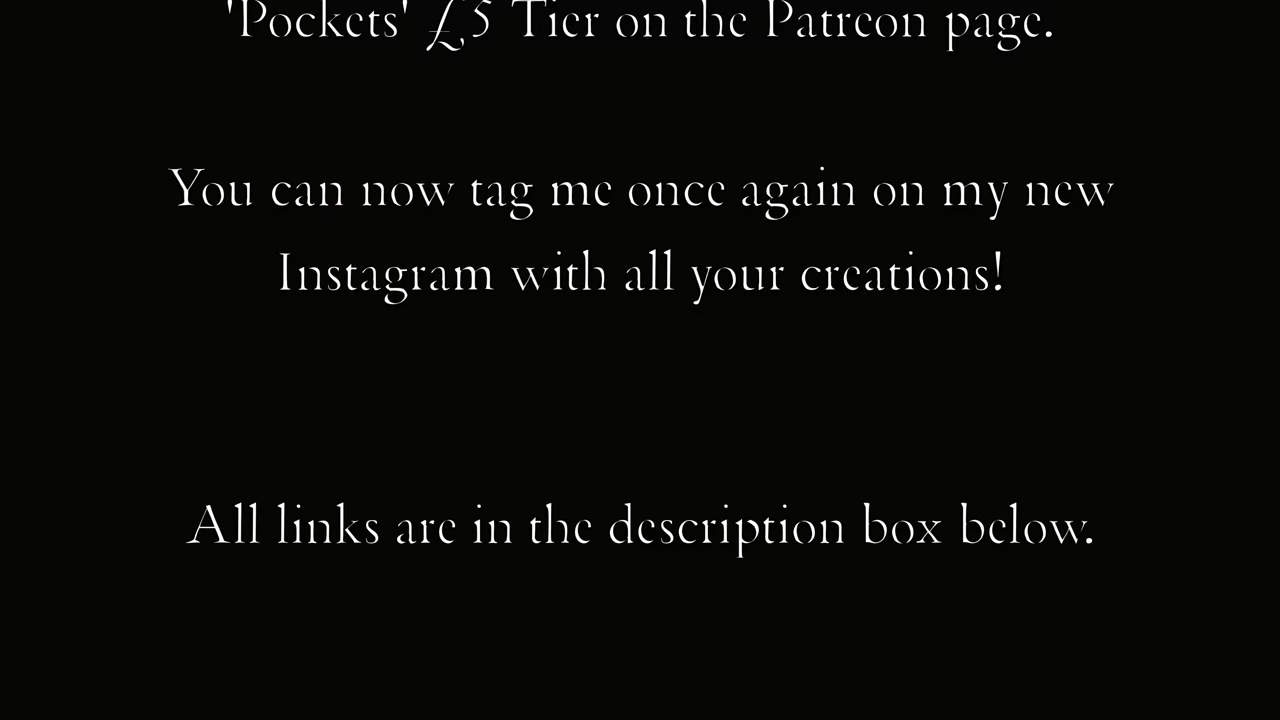 'Pockets' £5 Tier on the Patreon page.
You can now tag me once again on my new
Instagram with all your creations!
All links are in the description box below.